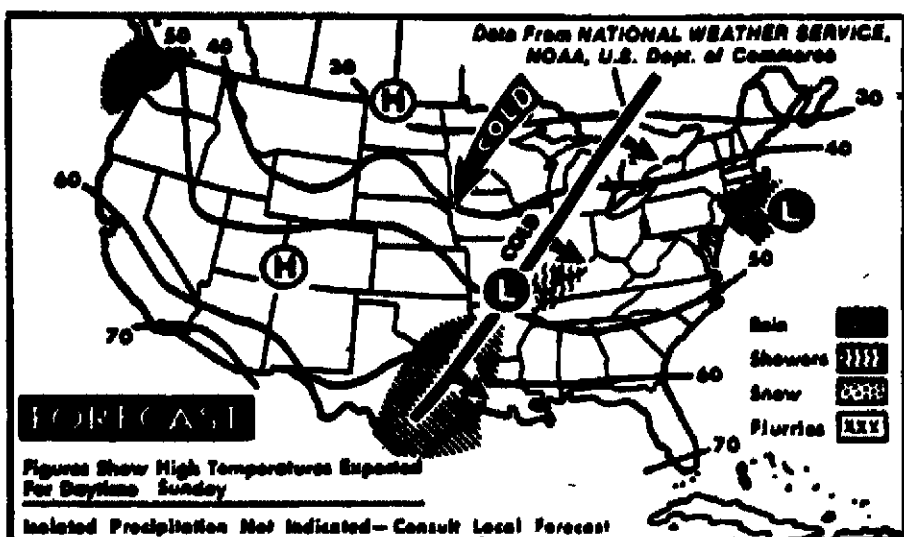 Data From NATIONAL WEATHER SERVICE,
NOAA, U.S. Dept. of Commerce
50
40
30
H
COLD
30
40
60
COLD
L
H
L
50
70
Rain
Showers
60
Snow
FORECAST
Flurries
70
Figures Show High Temperatures Expected
For Daytime Sunday
Isolated Precipitation Not Indicated— Consult Local Forecast